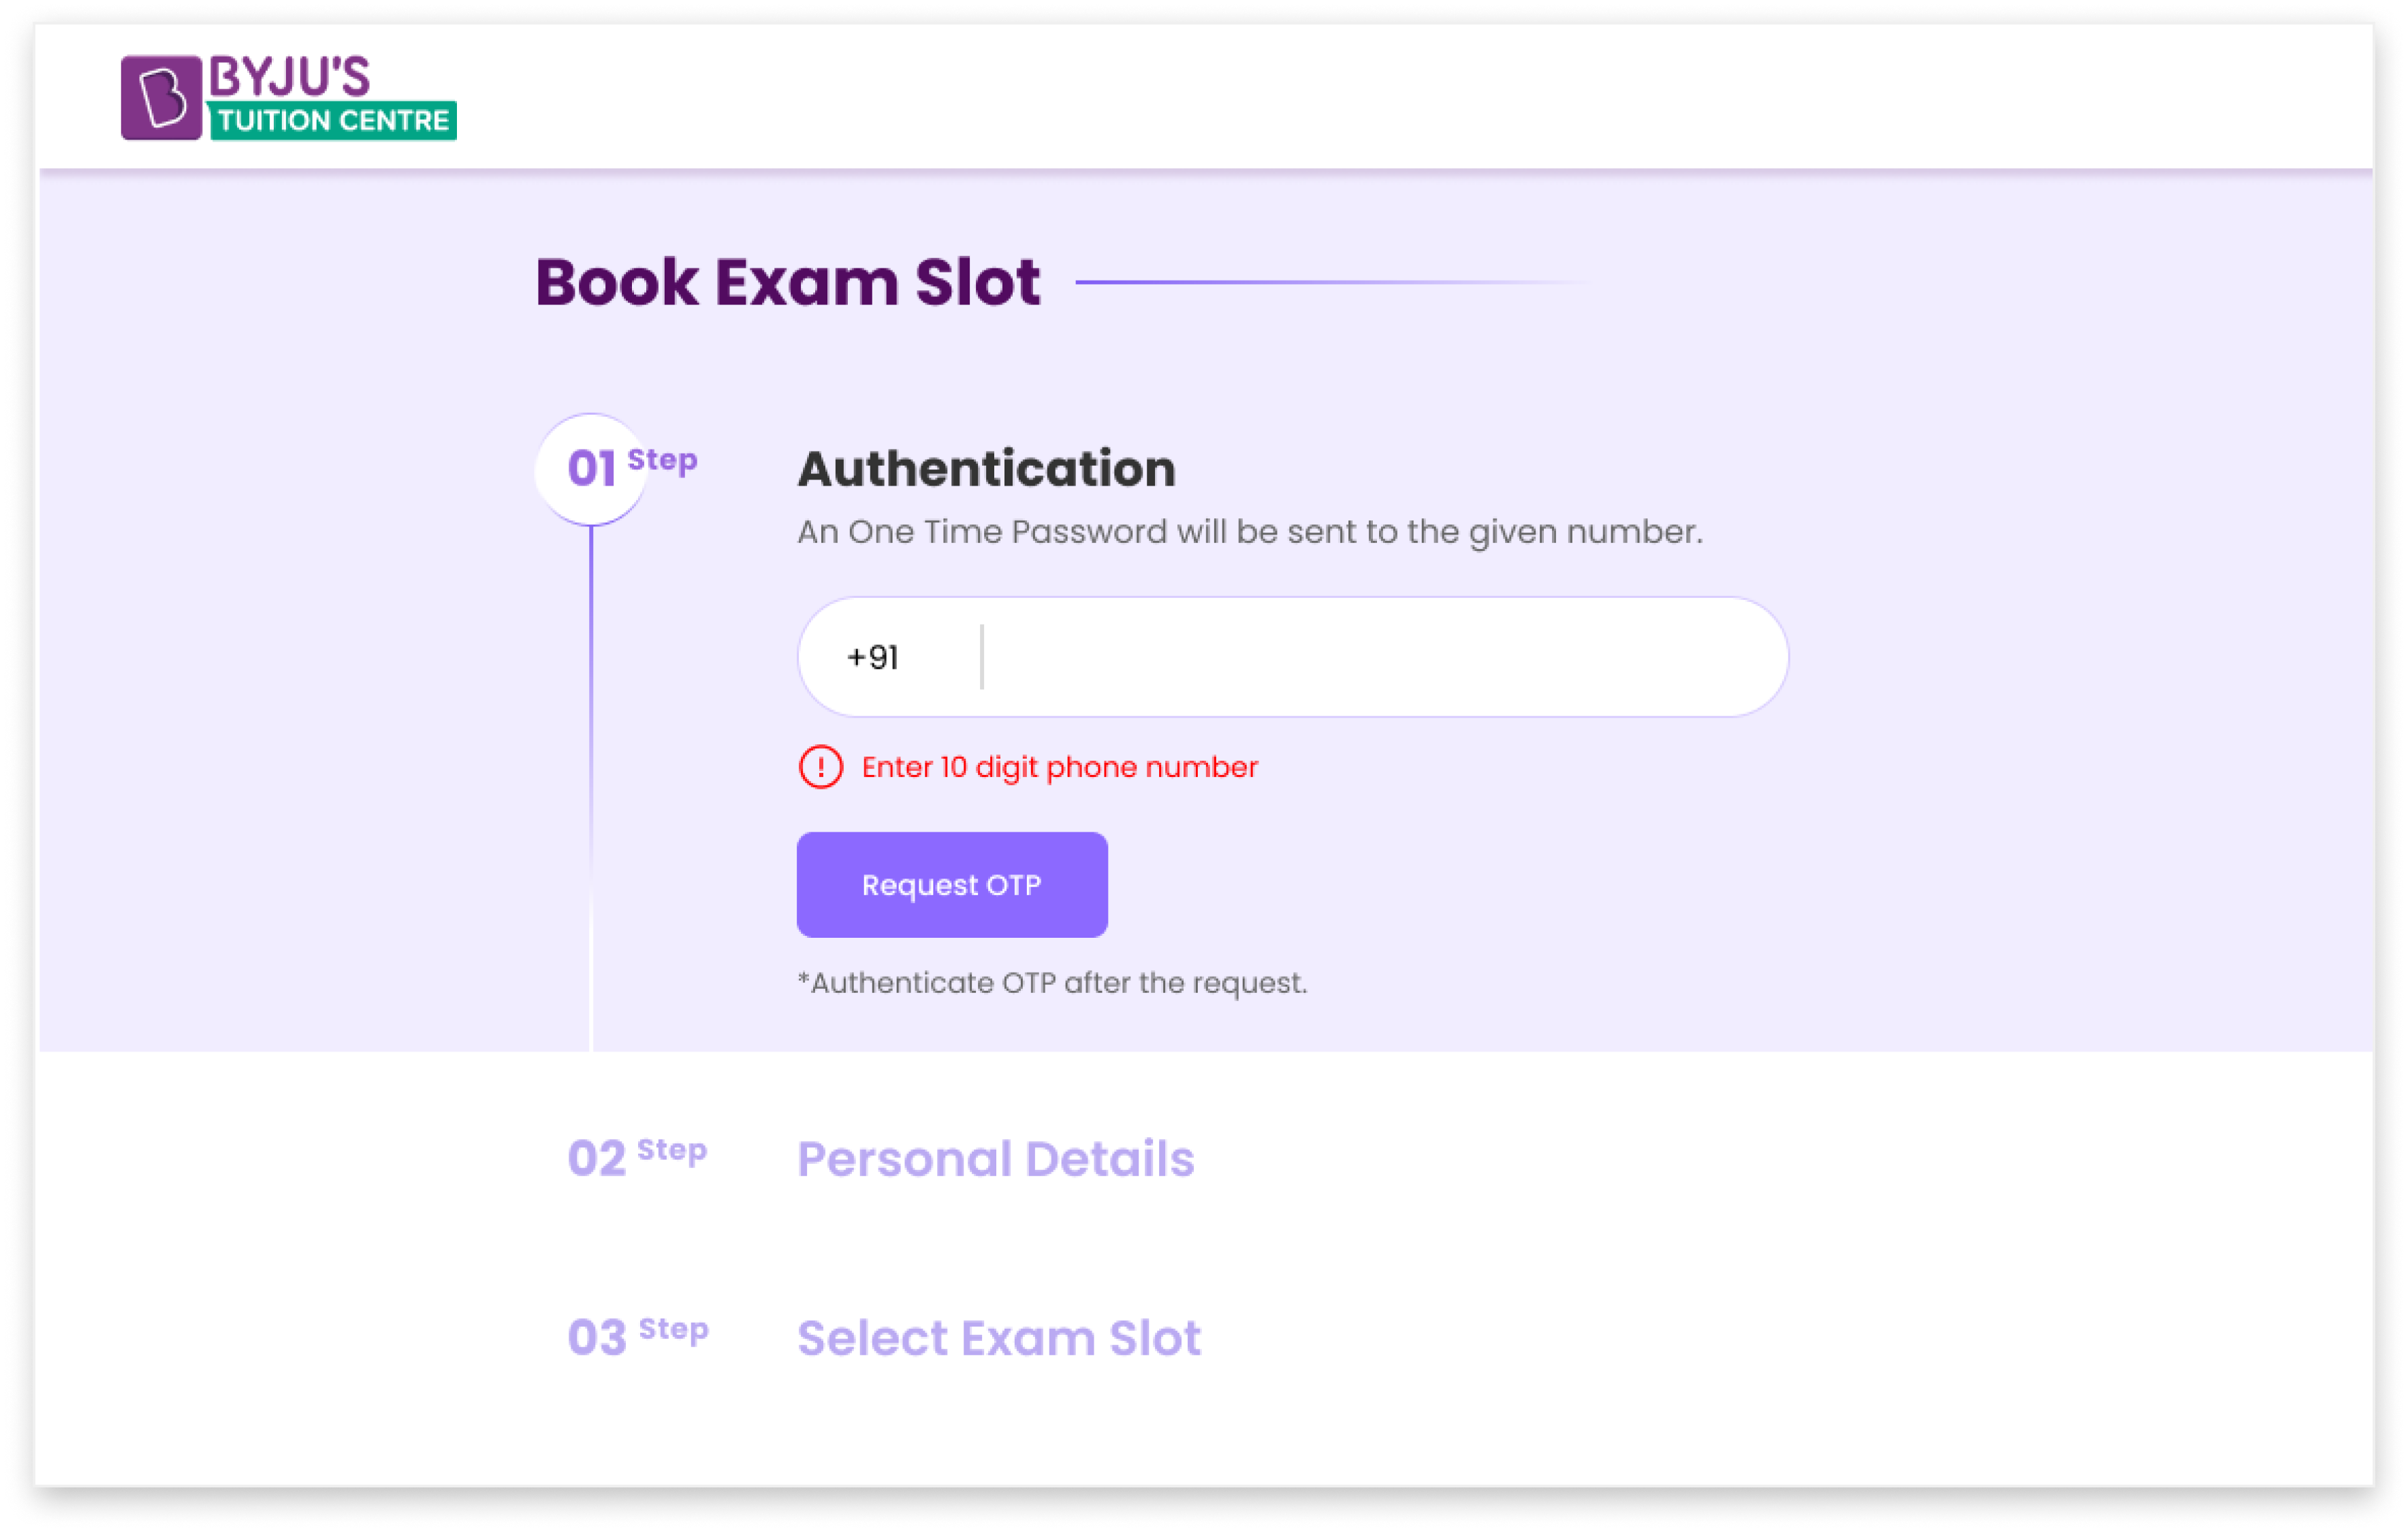 BYJU'S
TUITION CENTRE
Book Exam Slot
01 Step
Authentication
An One Time Password will be sent to the given number.
+91
Enter 10 digit phone number
Request OTP
*Authenticate OTP after the request.
02 Step
Personal Details
03 Step
Select Exam Slot